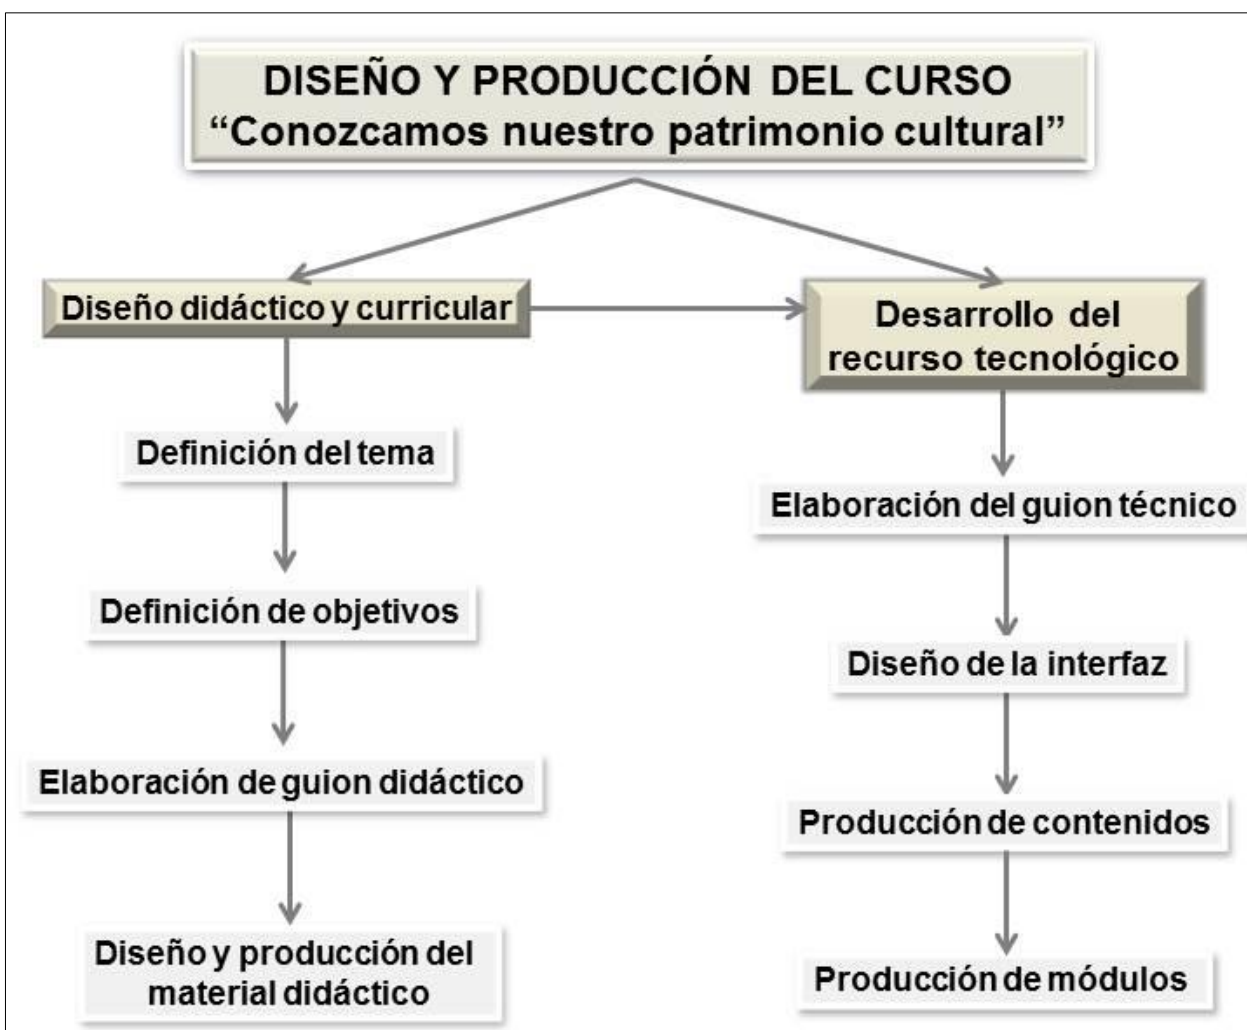 DISEÑO Y PRODUCCIÓN DEL CURSO
“Conozcamos nuestro patrimonio cultural”
Diseño didáctico y curricular
Definición del tema
Definición de objetivos
Elaboración de guion didáctico
Diseño y producción del
material didáctico
Desarrollo del
recurso tecnológico
Elaboración del guion técnico
Diseño de la interfaz
Producción de contenidos
Producción de módulos